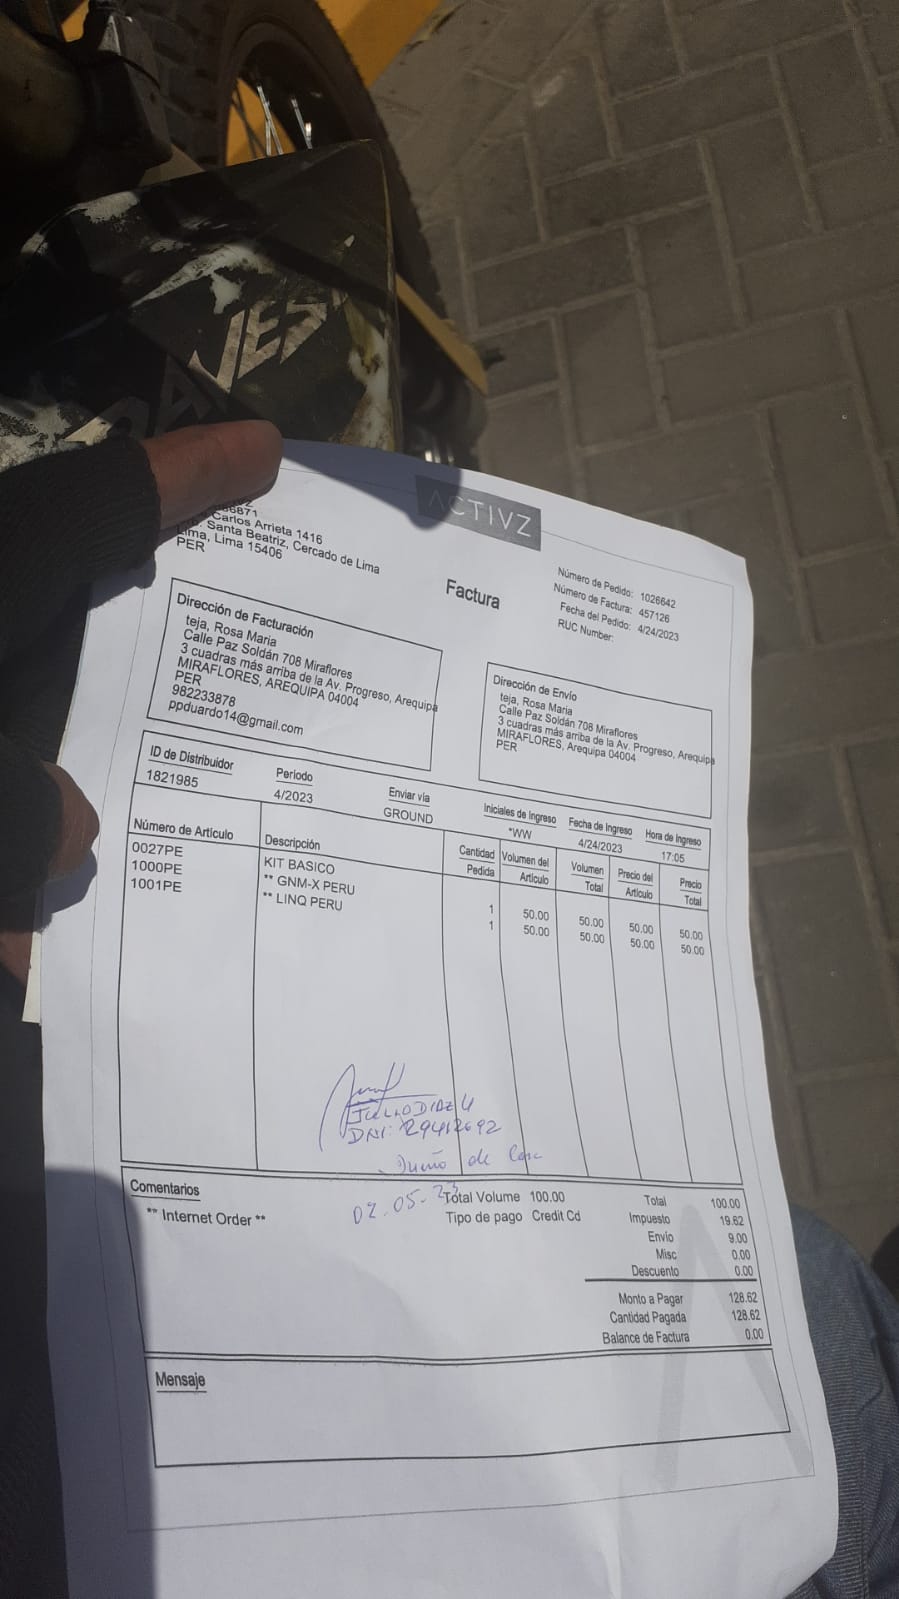 AJES
ACTIVZ
Carlos Arrieta 1416
Santa Beatriz, Cercado de Lima
Lima, Lima 15406
PER
Factura
Número de Pedido: 1026642
Número de Factura: 457126
Fecha del Pedido: 4/24/2023
RUC Number:
Dirección de Facturación
teja, Rosa Maria
Calle Paz Soldán 708 Miraflores
3 cuadras más arriba de la Av. Progreso, Arequipa
MIRAFLORES, AREQUIPA 04004
PER
982233878
ppduardo14@gmail.com
Dirección de Envío
teja, Rosa Maria
Calle Paz Soldán 708 Miraflores
3 cuadras más arriba de la Av. Progreso, Arequipa
MIRAFLORES, Arequipa 04004
PER
ID de Distribuidor Periodo Enviar vía Iniciales de Ingreso Fecha de Ingreso Hora de Ingreso
1821985 4/2023 GROUND *WW 4/24/2023 17:05
Número de Artículo Descripción Cantidad Pedida Volumen del Artículo Volumen Total Precio del Artículo Precio Total
0027PE KIT BASICO
1000PE ** GNM-X PERU 1 50.00 50.00 50.00 50.00
1001PE ** LINQ PERU 1 50.00 50.00 50.00 50.00
DNI: 29412692
Dueño de Casa
02.05-23
Comentarios
** Internet Order **
Total Volume 100.00
Tipo de pago Credit Cd
Total 100.00
Impuesto 19.62
Envío 9.00
Misc 0.00
Descuento 0.00
Monto a Pagar 128.62
Cantidad Pagada 128.62
Balance de Factura 0.00
Mensaje